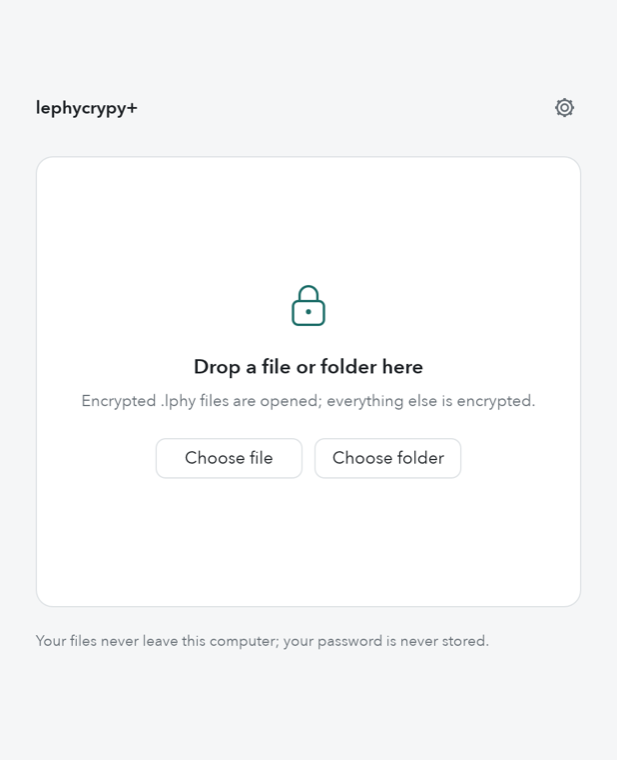 lephycrypy+
Drop a file or folder here
Encrypted .lphy files are opened; everything else is encrypted.
Choose file
Choose folder
Your files never leave this computer; your password is never stored.